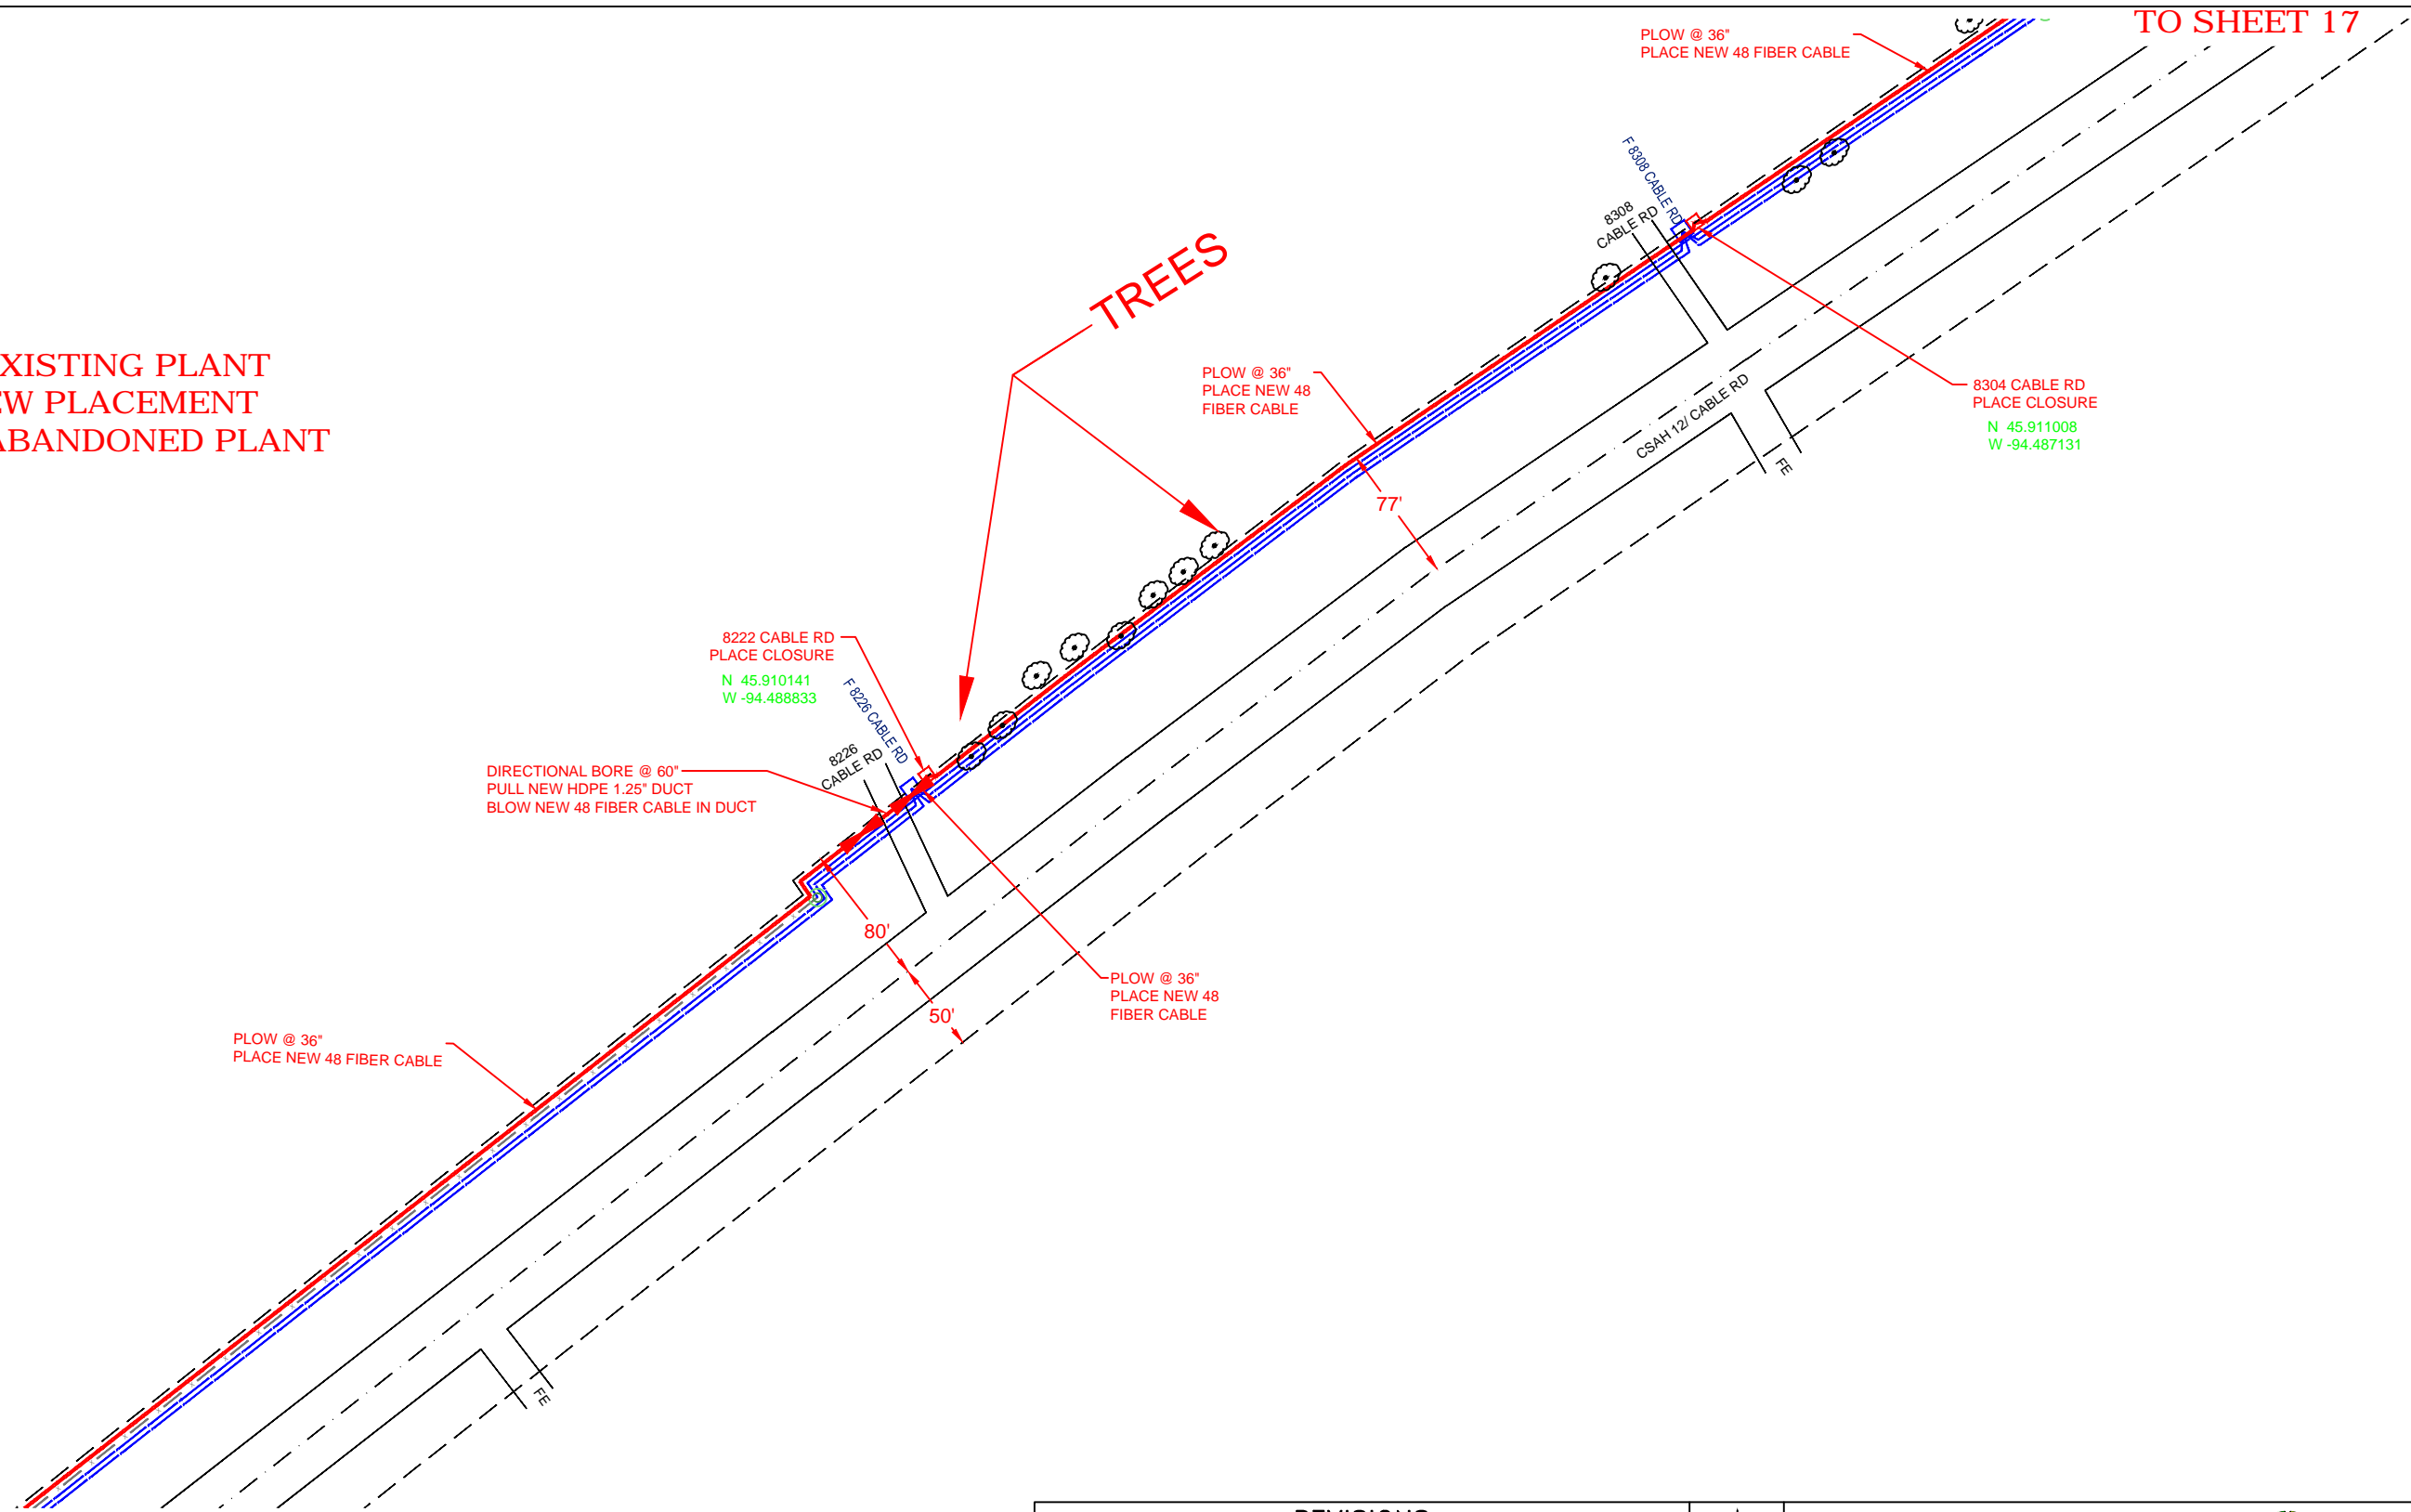 TO SHEET 17
PLOW @ 36"
PLACE NEW 48 FIBER CABLE
F 8308 CABLE RD
8308
CABLE RD
TREES
XISTING PLANT
EW PLACEMENT
ABANDONED PLANT
PLOW @ 36"
PLACE NEW 48
FIBER CABLE
CSAH 12/ CABLE RD
8304 CABLE RD
PLACE CLOSURE
N 45.911008
W -94.487131
FE
77'
8222 CABLE RD
PLACE CLOSURE
N 45.910141
W -94.488833
F 8226 CABLE RD
8226
CABLE RD
DIRECTIONAL BORE @ 60"
PULL NEW HDPE 1.25" DUCT
BLOW NEW 48 FIBER CABLE IN DUCT
80'
50'
PLOW @ 36"
PLACE NEW 48
FIBER CABLE
PLOW @ 36"
PLACE NEW 48 FIBER CABLE
FE
REVISIONS